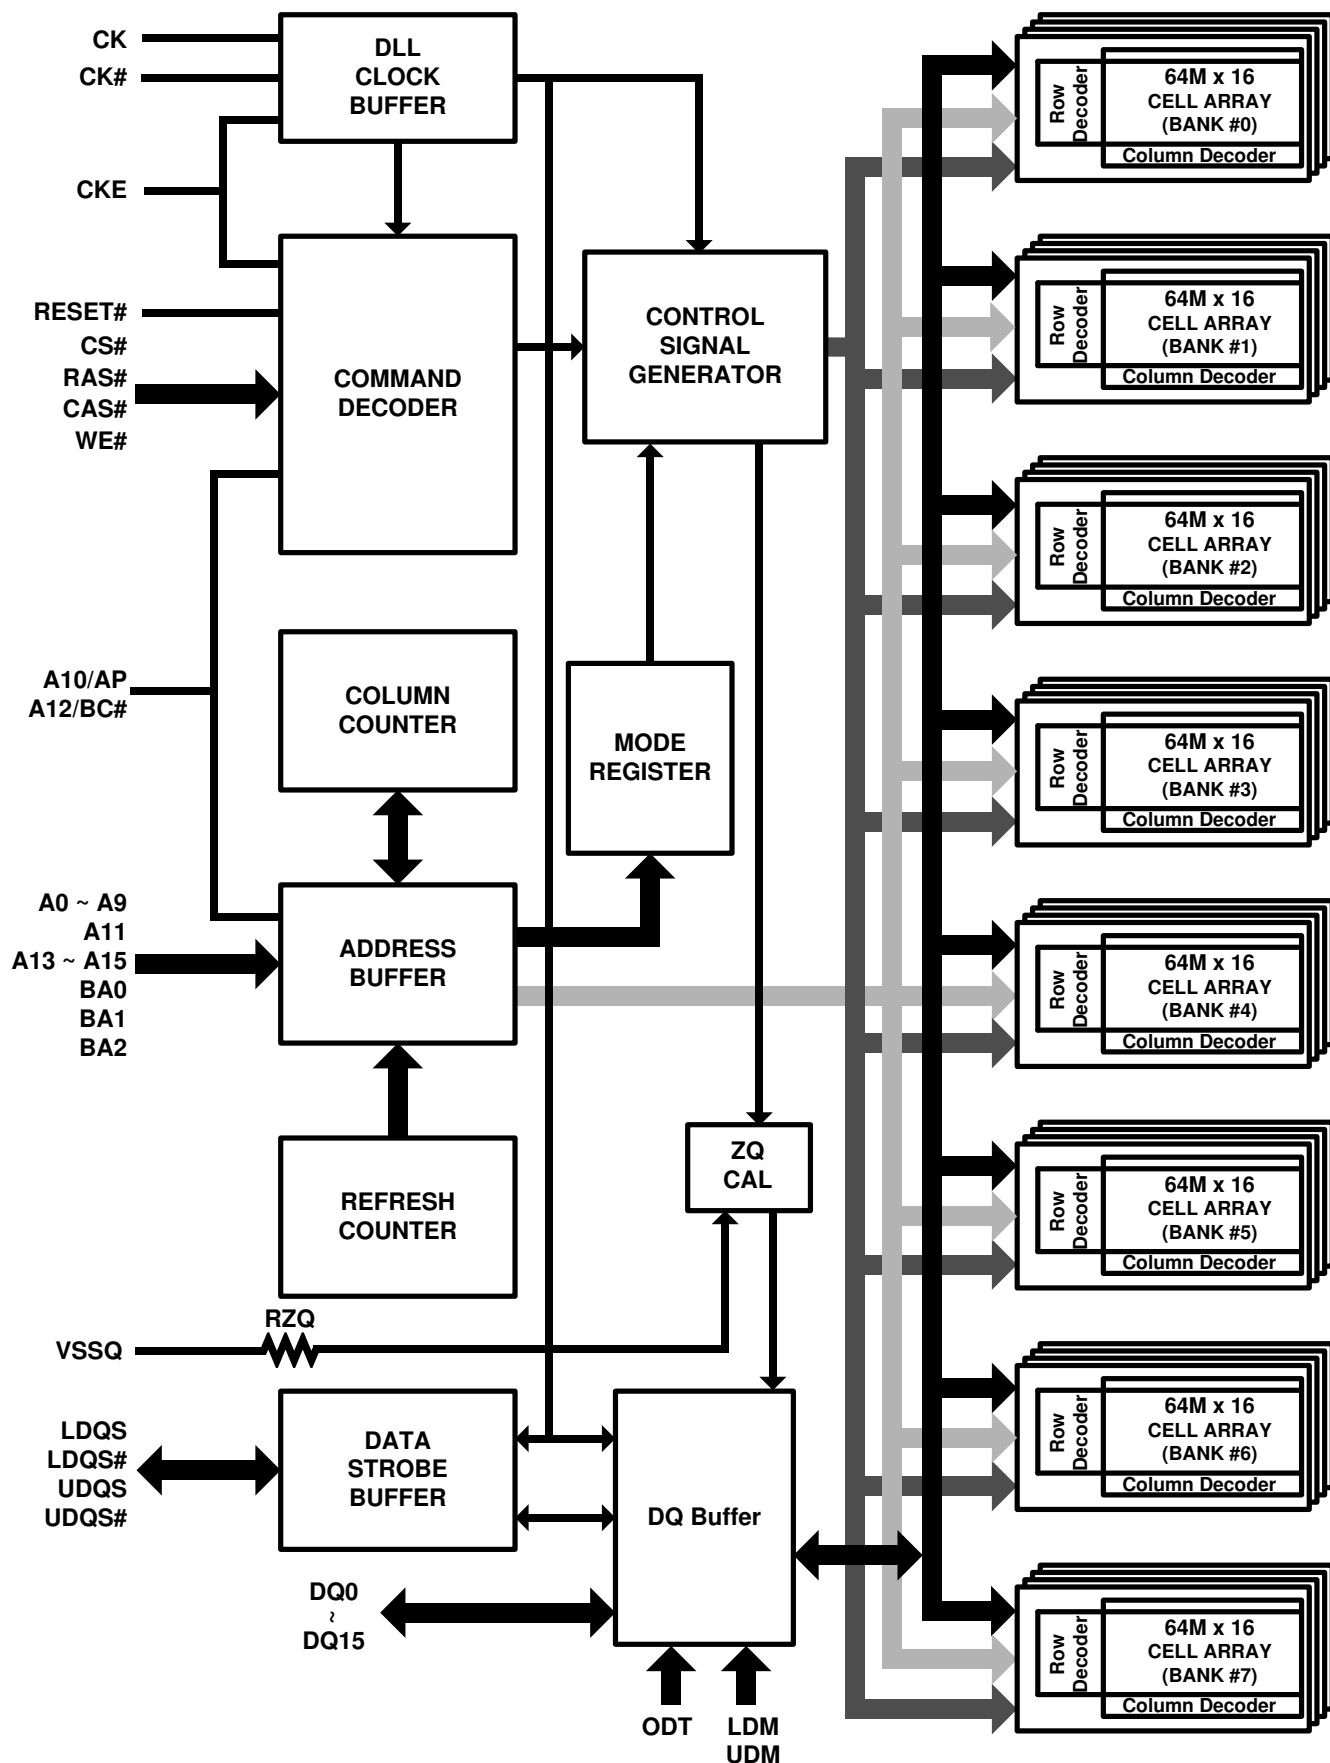 CK
CK#
CKE
RESET#
CS#
RAS#
CAS#
WE#
A10/AP
A12/BC#
A0 ~ A9
A11
A13 ~ A15
BA0
BA1
BA2
VSSQ
RZQ
LDQS
LDQS#
UDQS
UDQS#
DQ0
~
DQ15
DLL
CLOCK
BUFFER
COMMAND
DECODER
COLUMN
COUNTER
ADDRESS
BUFFER
REFRESH
COUNTER
DATA
STROBE
BUFFER
CONTROL
SIGNAL
GENERATOR
MODE
REGISTER
ZQ
CAL
DQ Buffer
ODT
LDM
UDM
Row
Decoder
64M x 16
CELL ARRAY
(BANK #0)
Column Decoder
Row
Decoder
64M x 16
CELL ARRAY
(BANK #1)
Column Decoder
Row
Decoder
64M x 16
CELL ARRAY
(BANK #2)
Column Decoder
Row
Decoder
64M x 16
CELL ARRAY
(BANK #3)
Column Decoder
Row
Decoder
64M x 16
CELL ARRAY
(BANK #4)
Column Decoder
Row
Decoder
64M x 16
CELL ARRAY
(BANK #5)
Column Decoder
Row
Decoder
64M x 16
CELL ARRAY
(BANK #6)
Column Decoder
Row
Decoder
64M x 16
CELL ARRAY
(BANK #7)
Column Decoder